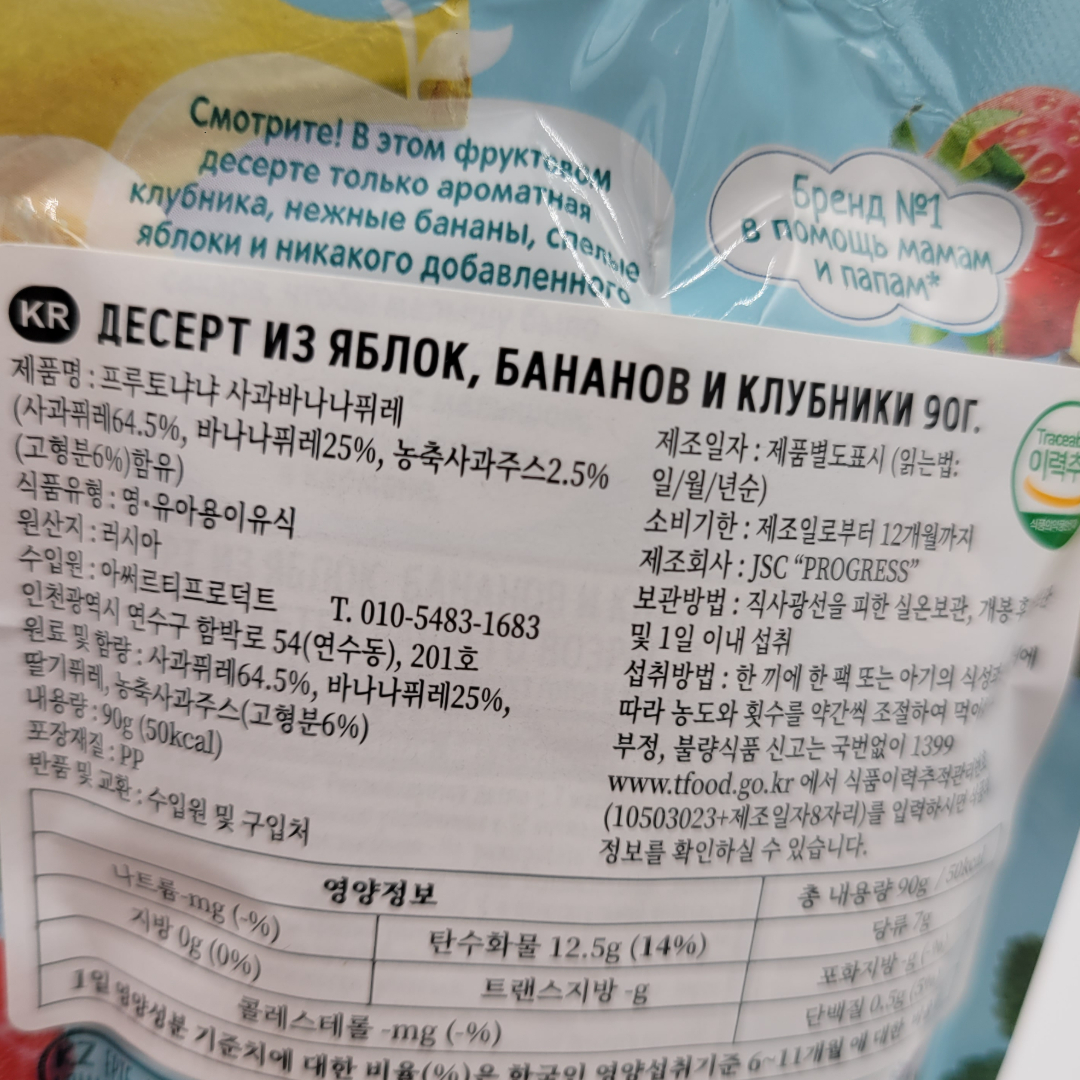 Смотрите! В этом фруктовом
десерте только ароматная
клубника, нежные бананы, спелые
яблоки и никакого добавленного
Бренд №1
в помощь мамам
и папам*
KR ДЕСЕРТ ИЗ ЯБЛОК, БАНАНОВ И КЛУБНИКИ 90Г.
제품명 : 프루토냐냐 사과바나나퓌레
(사과퓌레64.5%, 바나나퓌레25%, 농축사과주스2.5%
(고형분6%)함유)
식품유형 : 영·유아용이유식
원산지 : 러시아
수입원 : 아써르티프로덕트 T. 010-5483-1683
인천광역시 연수구 함박로 54(연수동), 201호
원료 및 함량 : 사과퓌레64.5%, 바나나퓌레25%,
딸기퓌레, 농축사과주스(고형분6%)
내용량 : 90g (50kcal)
포장재질 : PP
반품 및 교환 : 수입원 및 구입처
제조일자 : 제품별도표시 (읽는법:
일/월/년순)
소비기한 : 제조일로부터 12개월까지
제조회사 : JSC “PROGRESS”
보관방법 : 직사광선을 피한 실온보관, 개봉 후
및 1일 이내 섭취
섭취방법 : 한 끼에 한 팩 또는 아기의 식성에
따라 농도와 횟수를 약간씩 조절하여
부정, 불량식품 신고는 국번없이 1399
www.tfood.go.kr 에서 식품이력추적관리
(10503023+제조일자8자리)를 입력하시면
정보를 확인하실 수 있습니다.
이력추
영양정보
총 내용량 90g / 50kcal
나트륨-mg (-%)
탄수화물 12.5g (14%)
당류 7g
지방 0g (0%)
트랜스지방 -g
포화지방 -g
콜레스테롤 -mg (-%)
단백질 0.5g
1일 영양성분 기준치에 대한 비율(%)은 한국인 영양섭취기준 6~11개월 에 대한
KZ